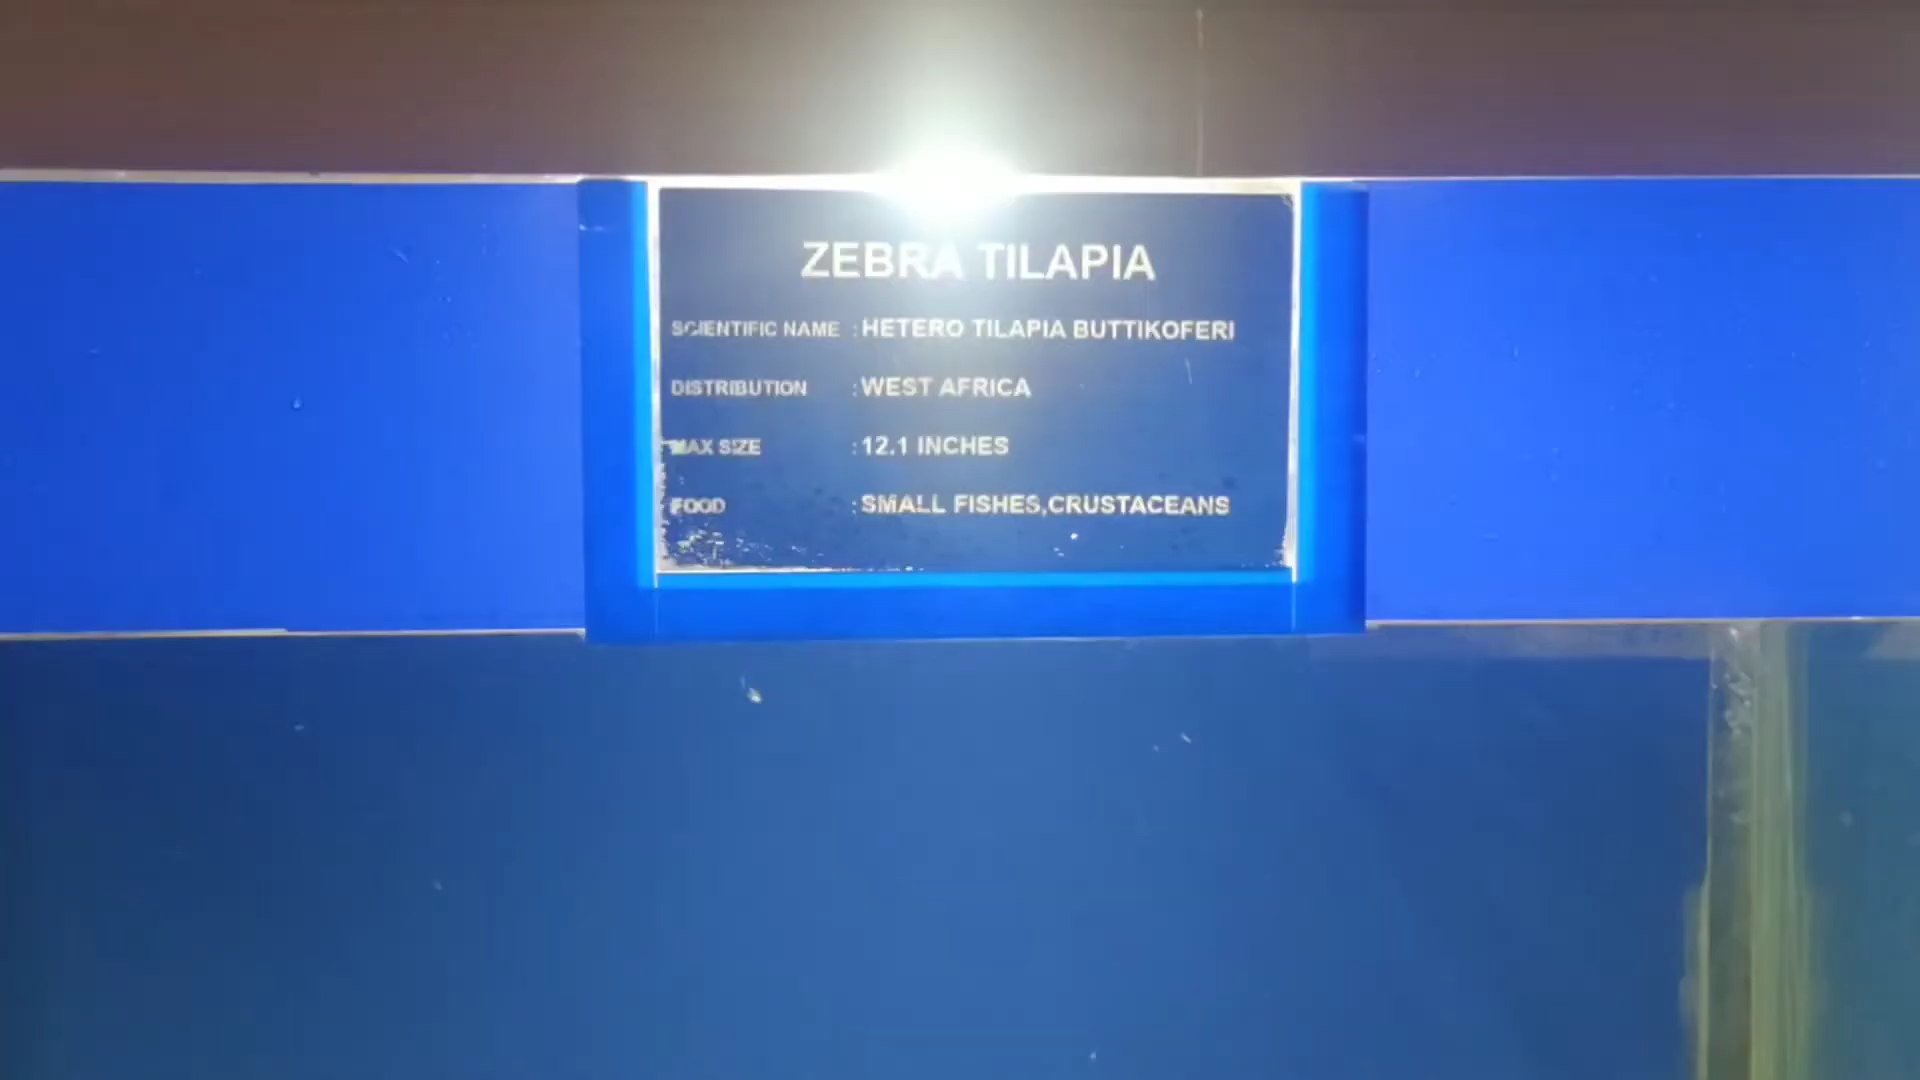 ZEBRA TILAPIA
SCIENTIFIC NAME : HETERO TILAPIA BUTTIKOFERI
DISTRIBUTION : WEST AFRICA
MAX SIZE : 12.1 INCHES
FOOD : SMALL FISHES,CRUSTACEANS